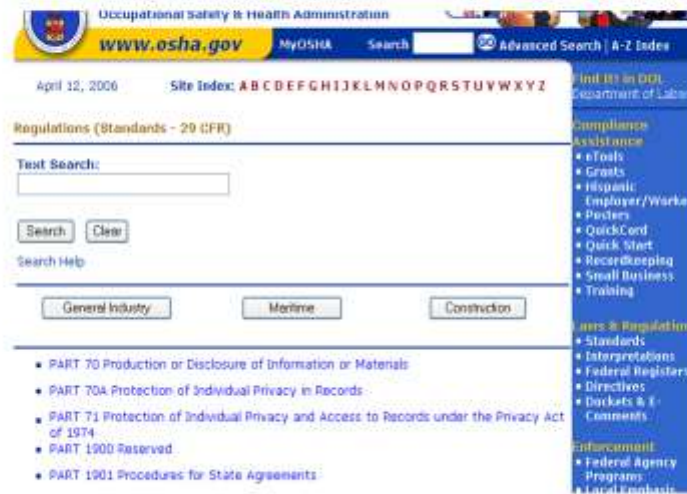 Occupational Safety & Health Administration
www.osha.gov MyOSHA Search GO Advanced Search | A-Z Index
April 12, 2006 Site Index: A B C D E F G H I J K L M N O P Q R S T U V W X Y Z
Find It! in DOL
Department of Labor
Regulations (Standards - 29 CFR)
Text Search:
Search Clear
Search Help
General Industry Maritime Construction
• PART 70 Production or Disclosure of Information or Materials
• PART 70A Protection of Individual Privacy in Records
• PART 71 Protection of Individual Privacy and Access to Records under the Privacy Act
of 1974
• PART 1900 Reserved
• PART 1901 Procedures for State Agreements
Compliance
Assistance
• eTools
• Grants
• Hispanic
Employer/Worke
• Posters
• QuickCard
• Quick Start
• Recordkeeping
• Small Business
• Training
Laws & Regulation
• Standards
• Interpretations
• Federal Registers
• Directives
• Dockets & E-
Comments
Enforcement
• Federal Agency
Programs
• Local Emphasis